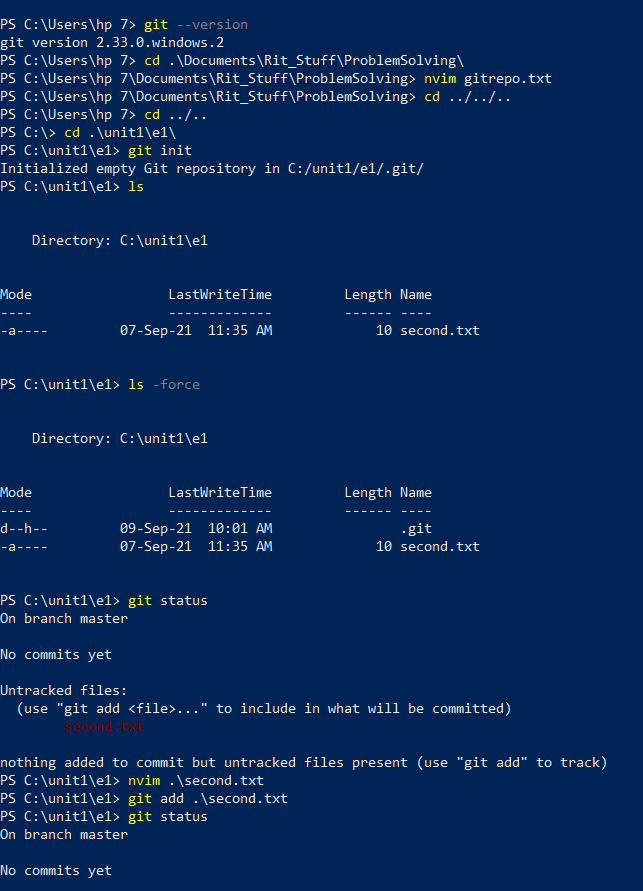 PS C:\Users\hp 7> git --version
git version 2.33.0.windows.2
PS C:\Users\hp 7> cd .\Documents\Rit_Stuff\ProblemSolving\
PS C:\Users\hp 7\Documents\Rit_Stuff\ProblemSolving> nvim gitrepo.txt
PS C:\Users\hp 7\Documents\Rit_Stuff\ProblemSolving> cd ../../..
PS C:\Users\hp 7> cd ../..
PS C:\> cd .\unit1\e1\
PS C:\unit1\e1> git init
Initialized empty Git repository in C:/unit1/e1/.git/
PS C:\unit1\e1> ls
Directory: C:\unit1\e1
Mode LastWriteTime Length Name
---- ------------- ------ ----
-a---- 07-Sep-21 11:35 AM 10 second.txt
PS C:\unit1\e1> ls -force
Directory: C:\unit1\e1
Mode LastWriteTime Length Name
---- ------------- ------ ----
d--h-- 09-Sep-21 10:01 AM .git
-a---- 07-Sep-21 11:35 AM 10 second.txt
PS C:\unit1\e1> git status
On branch master
No commits yet
Untracked files:
(use "git add <file>..." to include in what will be committed)
second.txt
nothing added to commit but untracked files present (use "git add" to track)
PS C:\unit1\e1> nvim .\second.txt
PS C:\unit1\e1> git add .\second.txt
PS C:\unit1\e1> git status
On branch master
No commits yet